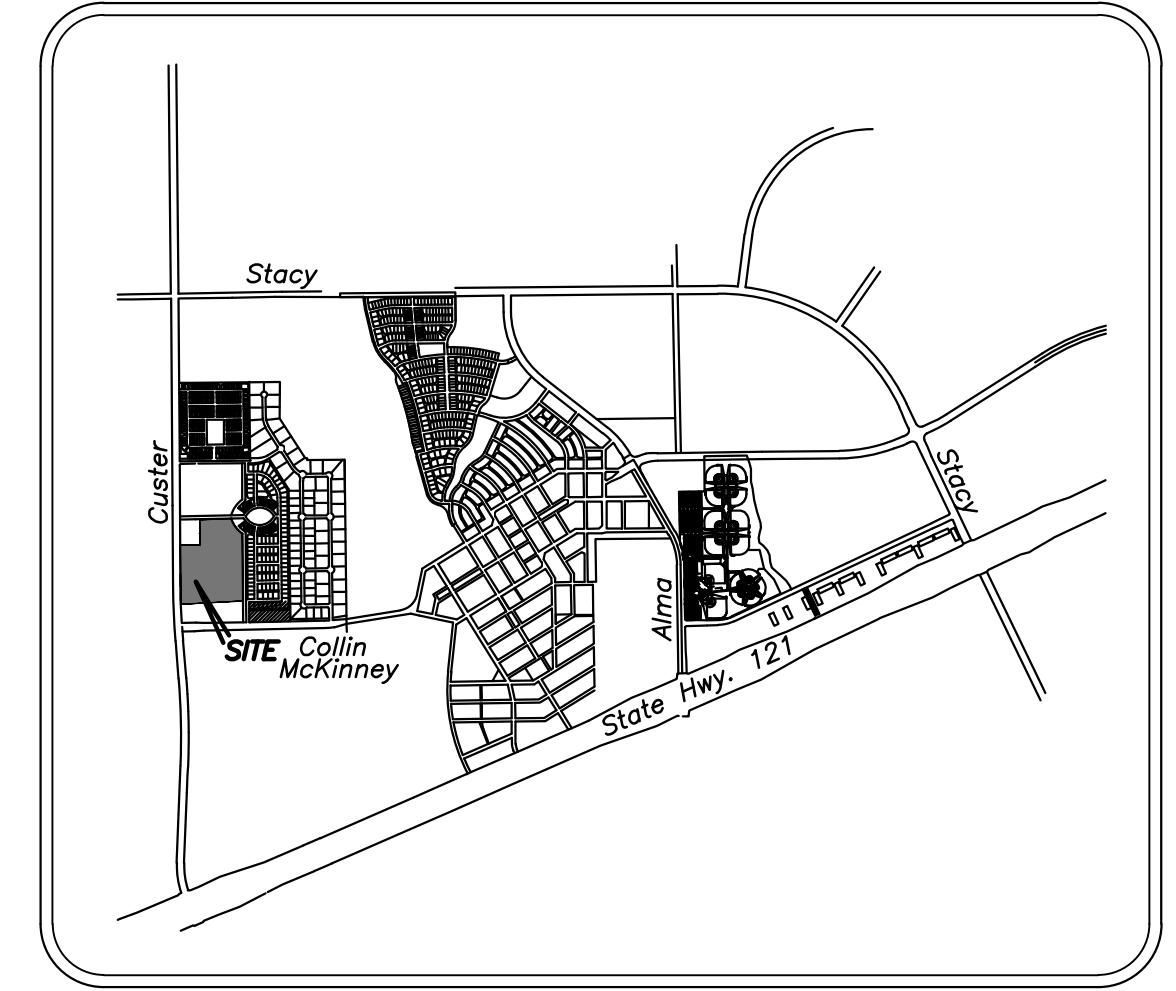 Stacy
Custer
Stacy
Alma
SITE
Collin
McKinney
State Hwy. 121